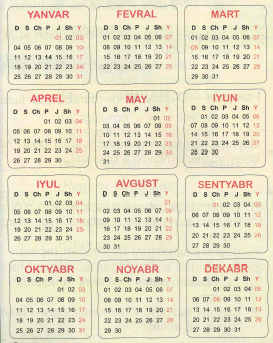 YANVAR
D S Ch P J Sh Y
01 02 03
04 05 06 07 08 09 10
11 12 13 14 15 16 17
18 19 20 21 22 23 24
25 26 27 28 29 30 31
FEVRAL
D S Ch P J Sh Y
01 02 03 04 05 06 07
08 09 10 11 12 13 14
15 16 17 18 19 20 21
22 23 24 25 26 27 28
MART
D S Ch P J Sh Y
01 02 03 04 05 06 07
08 09 10 11 12 13 14
15 16 17 18 19 20 21
22 23 24 25 26 27 28
29 30 31
APREL
D S Ch P J Sh Y
01 02 03 04
05 06 07 08 09 10 11
12 13 14 15 16 17 18
19 20 21 22 23 24 25
26 27 28 29 30
MAY
D S Ch P J Sh Y
01 02
03 04 05 06 07 08 09
10 11 12 13 14 15 16
17 18 19 20 21 22 23
24 25 26 27 28 29 30
31
IYUN
D S Ch P J Sh Y
01 02 03 04 05 06
07 08 09 10 11 12 13
14 15 16 17 18 19 20
21 22 23 24 25 26 27
28 29 30
IYUL
D S Ch P J Sh Y
01 02 03 04
05 06 07 08 09 10 11
12 13 14 15 16 17 18
19 20 21 22 23 24 25
26 27 28 29 30 31
AVGUST
D S Ch P J Sh Y
01
02 03 04 05 06 07 08
09 10 11 12 13 14 15
16 17 18 19 20 21 22
23 24 25 26 27 28 29
30 31
SENTYABR
D S Ch P J Sh Y
01 02 03 04 05
06 07 08 09 10 11 12
13 14 15 16 17 18 19
20 21 22 23 24 25 26
27 28 29 30
OKTYABR
D S Ch P J Sh Y
01 02 03
04 05 06 07 08 09 10
11 12 13 14 15 16 17
18 19 20 21 22 23 24
25 26 27 28 29 30 31
NOYABR
D S Ch P J Sh Y
01 02 03 04 05 06 07
08 09 10 11 12 13 14
15 16 17 18 19 20 21
22 23 24 25 26 27 28
29 30
DEKABR
D S Ch P J Sh Y
01 02 03 04 05
06 07 08 09 10 11 12
13 14 15 16 17 18 19
20 21 22 23 24 25 26
27 28 29 30 31